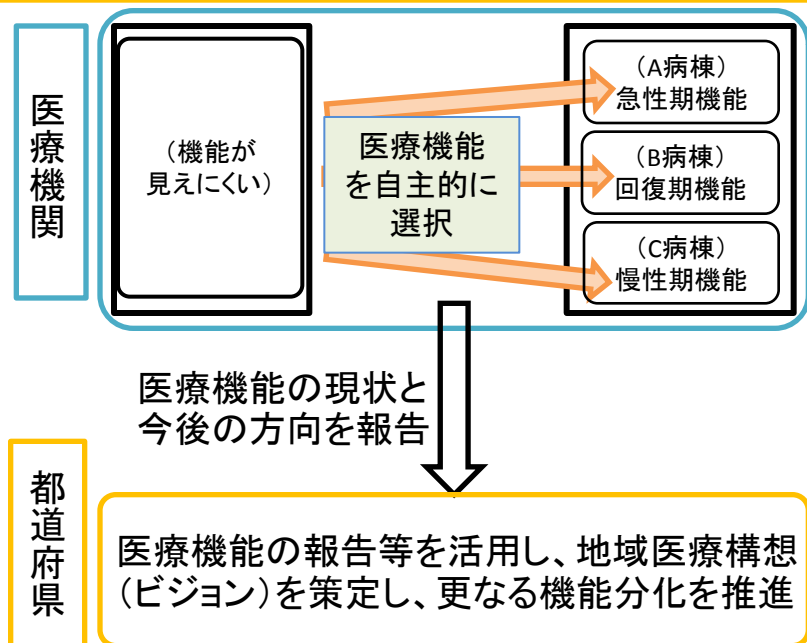 医療機関
（機能が
見えにくい）
医療機能
を自主的に
選択
（A病棟）
急性期機能
（B病棟）
回復期機能
（C病棟）
慢性期機能
医療機能の現状と
今後の方向を報告
都道府県
医療機能の報告等を活用し、地域医療構想
（ビジョン）を策定し、更なる機能分化を推進